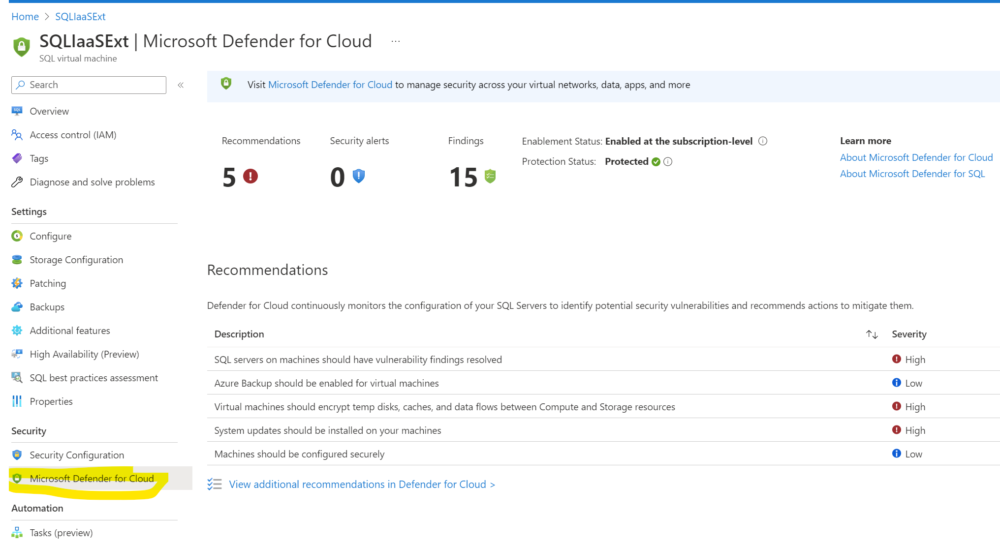 Home > SQLIaaSExt
SQLIaaSExt | Microsoft Defender for Cloud ...
SQL virtual machine
Search «
Overview
Access control (IAM)
Tags
Diagnose and solve problems
Settings
Configure
Storage Configuration
Patching
Backups
Additional features
High Availability (Preview)
SQL best practices assessment
Properties
Security
Security Configuration
Microsoft Defender for Cloud
Automation
Tasks (preview)
Visit Microsoft Defender for Cloud to manage security across your virtual networks, data, apps, and more
Recommendations
5
Security alerts
0
Findings
15
Enablement Status: Enabled at the subscription-level
Protection Status: Protected
Learn more
About Microsoft Defender for Cloud
About Microsoft Defender for SQL
Recommendations
Defender for Cloud continuously monitors the configuration of your SQL Servers to identify potential security vulnerabilities and recommends actions to mitigate them.
Description ↑↓ Severity
SQL servers on machines should have vulnerability findings resolved High
Azure Backup should be enabled for virtual machines Low
Virtual machines should encrypt temp disks, caches, and data flows between Compute and Storage resources High
System updates should be installed on your machines High
Machines should be configured securely Low
View additional recommendations in Defender for Cloud >